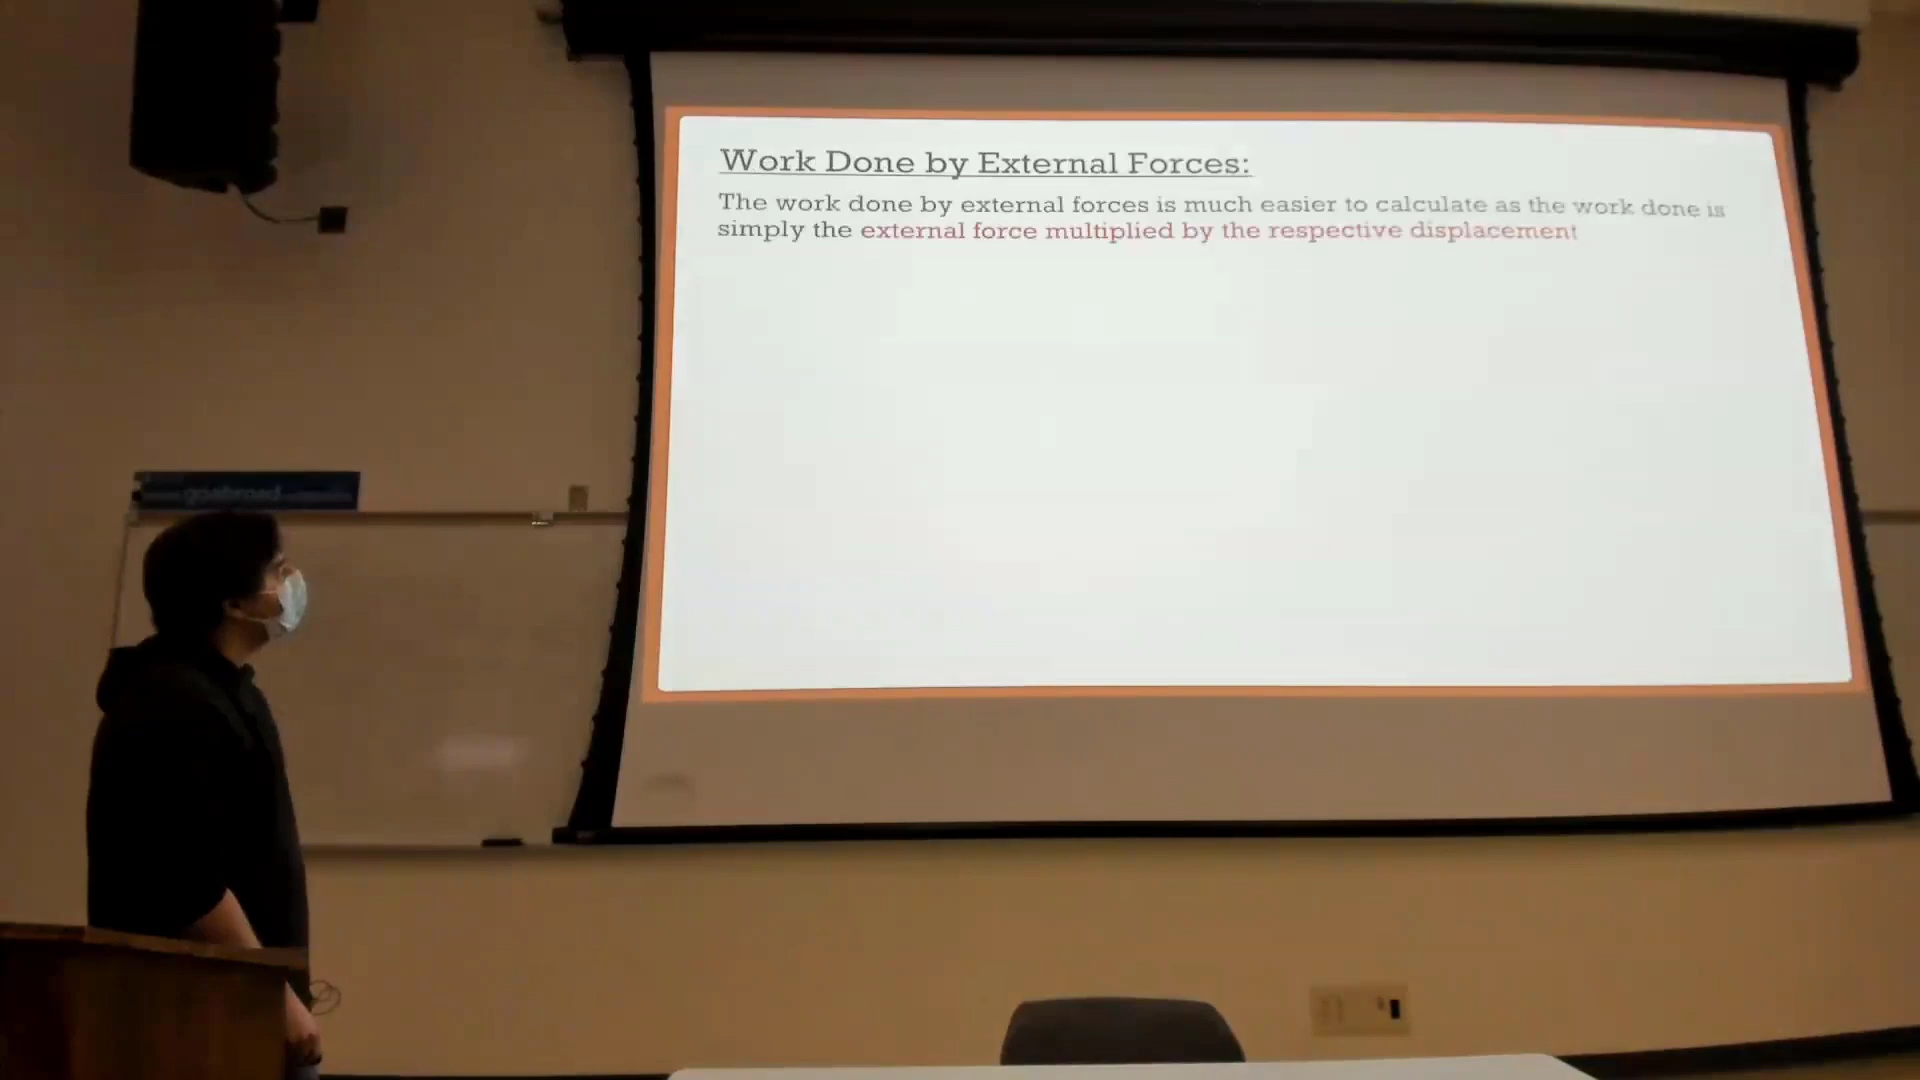 Work Done by External Forces:
The work done by external forces is much easier to calculate as the work done is
simply the external force multiplied by the respective displacement
goabroad